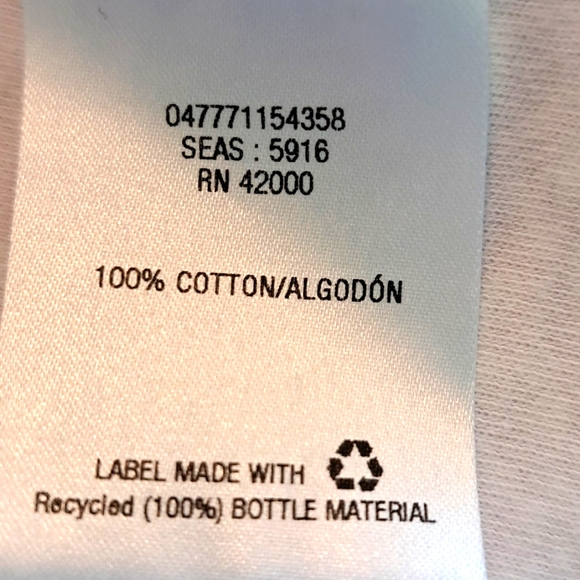 047771154358
SEAS : 5916
RN 42000
100% COTTON/ALGODÓN
LABEL MADE WITH
Recycled (100%) BOTTLE MATERIAL